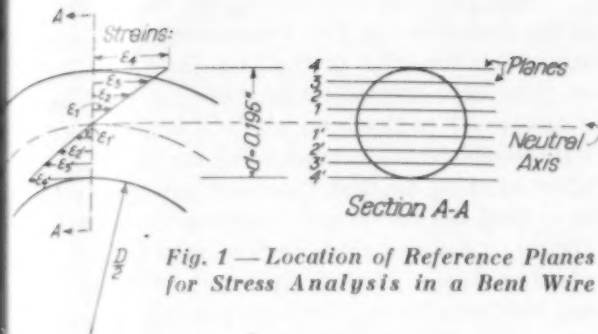 A
Strains:
ε4
ε3
ε2
ε1
ε1'
ε2'
ε3'
ε4'
A
D/2
d=0.195"
4
3
2
1
1'
2'
3'
4'
Planes
Neutral
Axis
Section A-A
Fig. 1 — Location of Reference Planes
for Stress Analysis in a Bent Wire